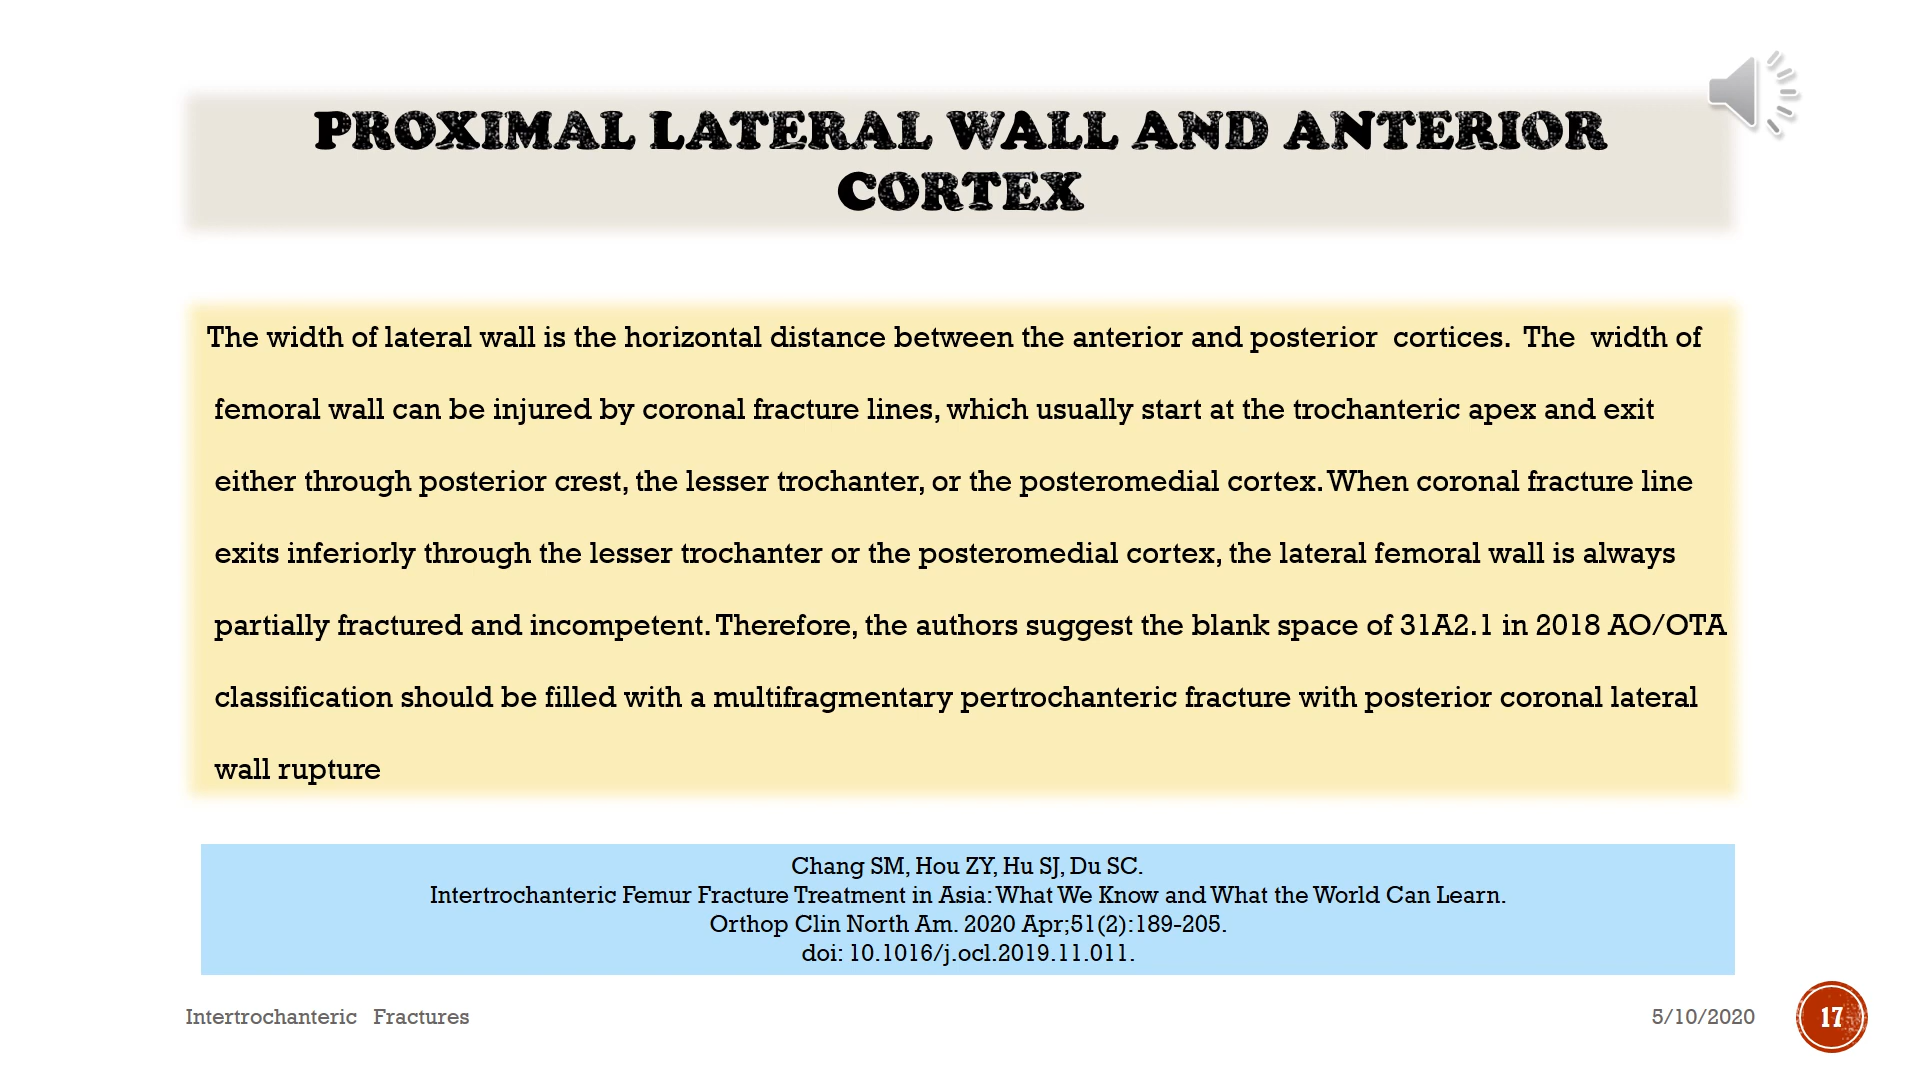 PROXIMAL LATERAL WALL AND ANTERIOR
CORTEX
The width of lateral wall is the horizontal distance between the anterior and posterior cortices. The width of
femoral wall can be injured by coronal fracture lines, which usually start at the trochanteric apex and exit
either through posterior crest, the lesser trochanter, or the posteromedial cortex. When coronal fracture line
exits inferiorly through the lesser trochanter or the posteromedial cortex, the lateral femoral wall is always
partially fractured and incompetent. Therefore, the authors suggest the blank space of 31A2.1 in 2018 AO/OTA
classification should be filled with a multifragmentary pertrochanteric fracture with posterior coronal lateral
wall rupture
Chang SM, Hou ZY, Hu SJ, Du SC.
Intertrochanteric Femur Fracture Treatment in Asia: What We Know and What the World Can Learn.
Orthop Clin North Am. 2020 Apr;51(2):189-205.
doi: 10.1016/j.ocl.2019.11.011.
Intertrochanteric Fractures
5/10/2020
17